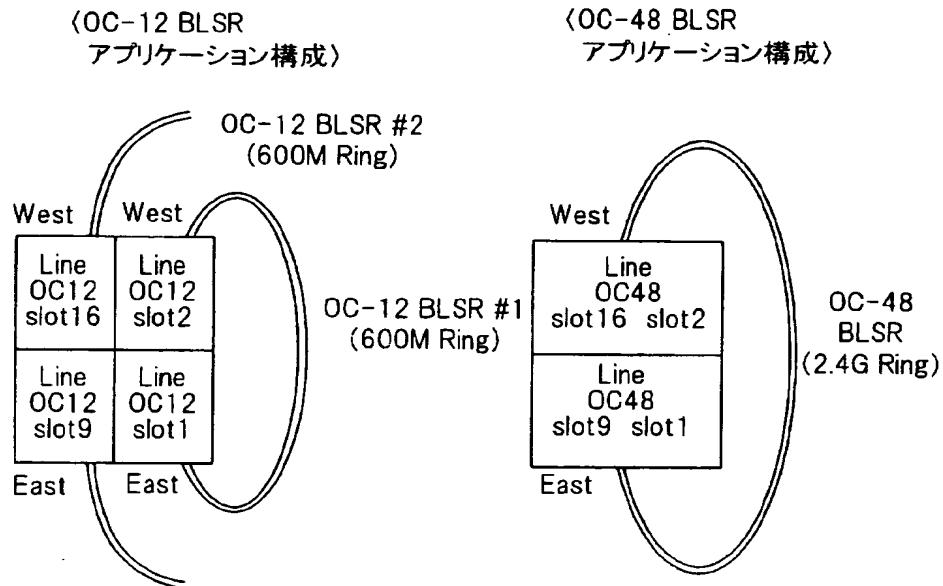 〈OC-12 BLSR
アプリケーション構成〉
OC-12 BLSR #2
(600M Ring)
West
West
Line
OC12
slot16
Line
OC12
slot2
Line
OC12
slot9
Line
OC12
slot1
East
East
OC-12 BLSR #1
(600M Ring)
〈OC-48 BLSR
アプリケーション構成〉
West
Line
OC48
slot16 slot2
Line
OC48
slot9 slot1
East
OC-48
BLSR
(2.4G Ring)